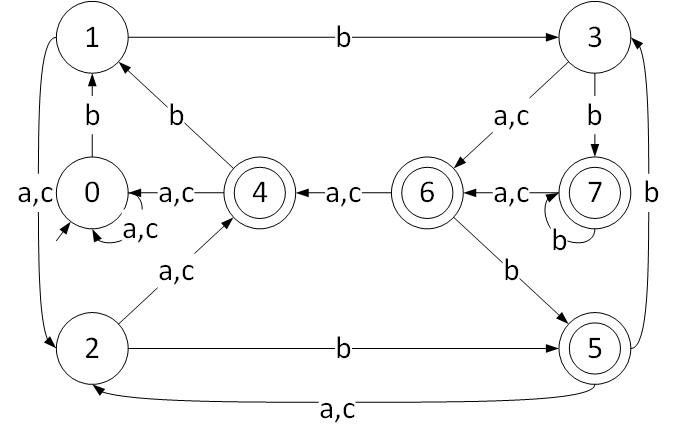 1 b 3
b b a,c b
a,c 0 a,c 4 a,c 6 a,c 7 b
a,c b
a,c b
2 b 5
a,c